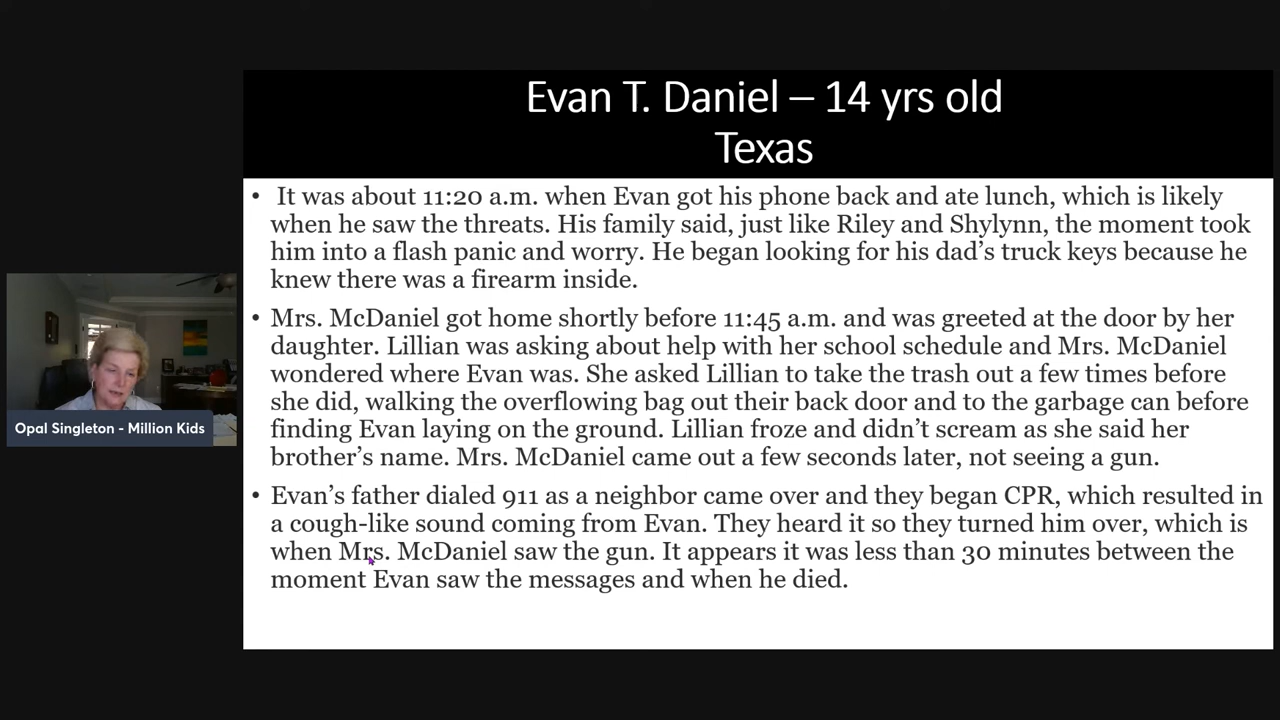 Evan T. Daniel – 14 yrs old
Texas
• It was about 11:20 a.m. when Evan got his phone back and ate lunch, which is likely
when he saw the threats. His family said, just like Riley and Shylynn, the moment took
him into a flash panic and worry. He began looking for his dad’s truck keys because he
knew there was a firearm inside.
• Mrs. McDaniel got home shortly before 11:45 a.m. and was greeted at the door by her
daughter. Lillian was asking about help with her school schedule and Mrs. McDaniel
wondered where Evan was. She asked Lillian to take the trash out a few times before
she did, walking the overflowing bag out their back door and to the garbage can before
finding Evan laying on the ground. Lillian froze and didn’t scream as she said her
brother’s name. Mrs. McDaniel came out a few seconds later, not seeing a gun.
• Evan’s father dialed 911 as a neighbor came over and they began CPR, which resulted in
a cough-like sound coming from Evan. They heard it so they turned him over, which is
when Mrs. McDaniel saw the gun. It appears it was less than 30 minutes between the
moment Evan saw the messages and when he died.
Opal Singleton - Million Kids